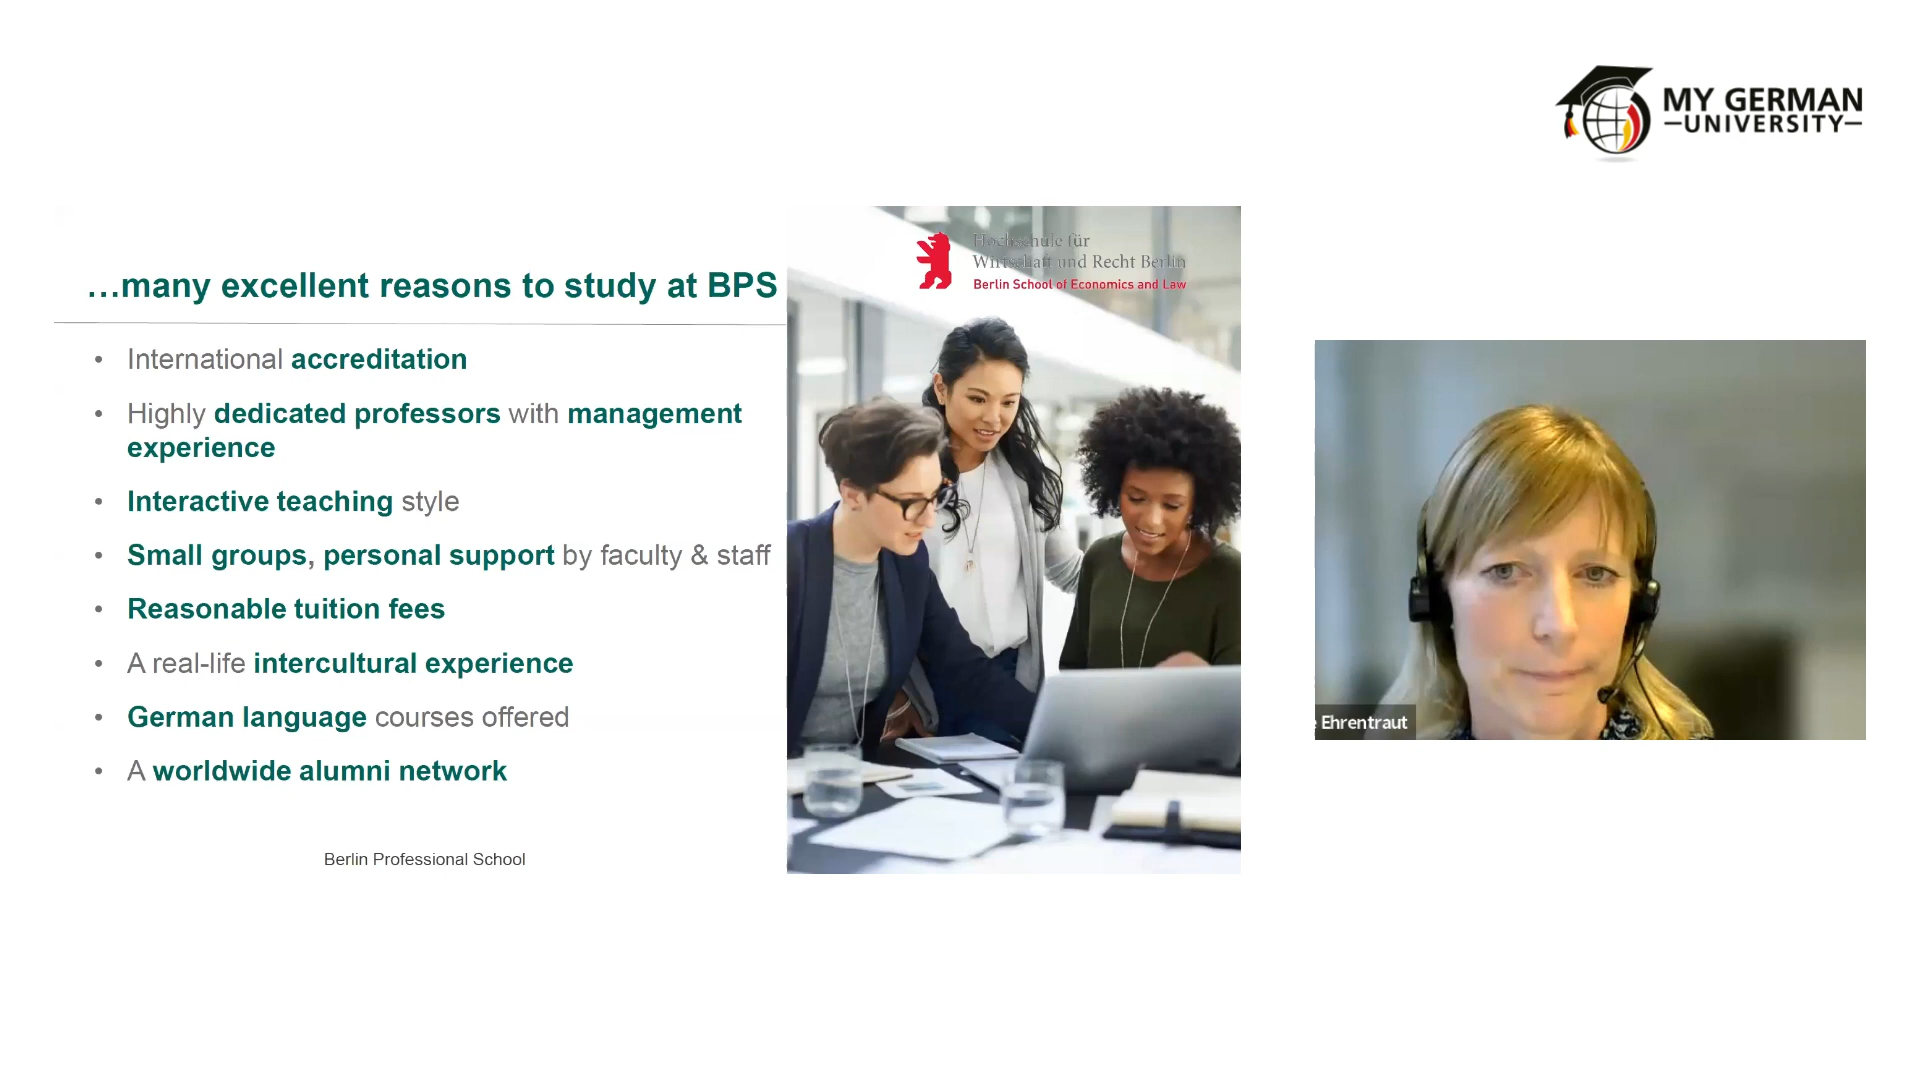 MY GERMAN
UNIVERSITY
Hochschule für
Wirtschaft und Recht Berlin
Berlin School of Economics and Law
…many excellent reasons to study at BPS
• International accreditation
• Highly dedicated professors with management
experience
• Interactive teaching style
• Small groups, personal support by faculty & staff
• Reasonable tuition fees
• A real-life intercultural experience
• German language courses offered
• A worldwide alumni network
Berlin Professional School
Ehrentraut